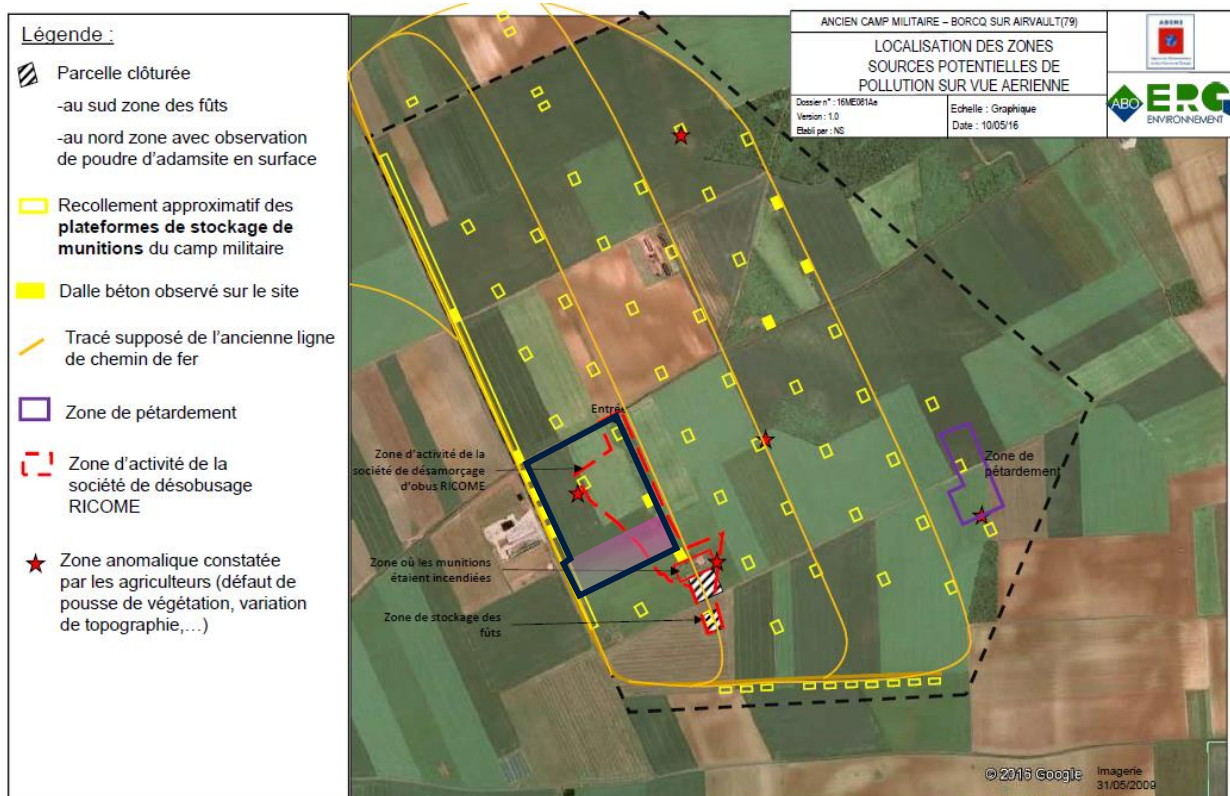 Légende :
Parcelle clôturée
-au sud zone des fûts
-au nord zone avec observation
de poudre d'adamsite en surface
Recollement approximatif des
plateformes de stockage de
munitions du camp militaire
Dalle béton observé sur le site
Tracé supposé de l'ancienne ligne
de chemin de fer
Zone de pétardement
Zone d'activité de la
société de désobusage
RICOME
Zone anomalique constatée
par les agriculteurs (défaut de
pousse de végétation, variation
de topographie,…)
ANCIEN CAMP MILITAIRE – BORCQ SUR AIRVAULT(79)
LOCALISATION DES ZONES
SOURCES POTENTIELLES DE
POLLUTION SUR VUE AERIENNE
Dossier n° : 16ME081Aa
Version : 1.0
Etabli par : NS
Echelle : Graphique
Date : 10/05/16
ADEME
ABO ERG
ENVIRONNEMENT
Entré
Zone d'activité de la
société de désamorçage
d'obus RICOME
Zone où les munitions
étaient incendiées
Zone de stockage des
fûts
Zone de
pétardement
© 2016 Google
Imagerie
31/05/2009